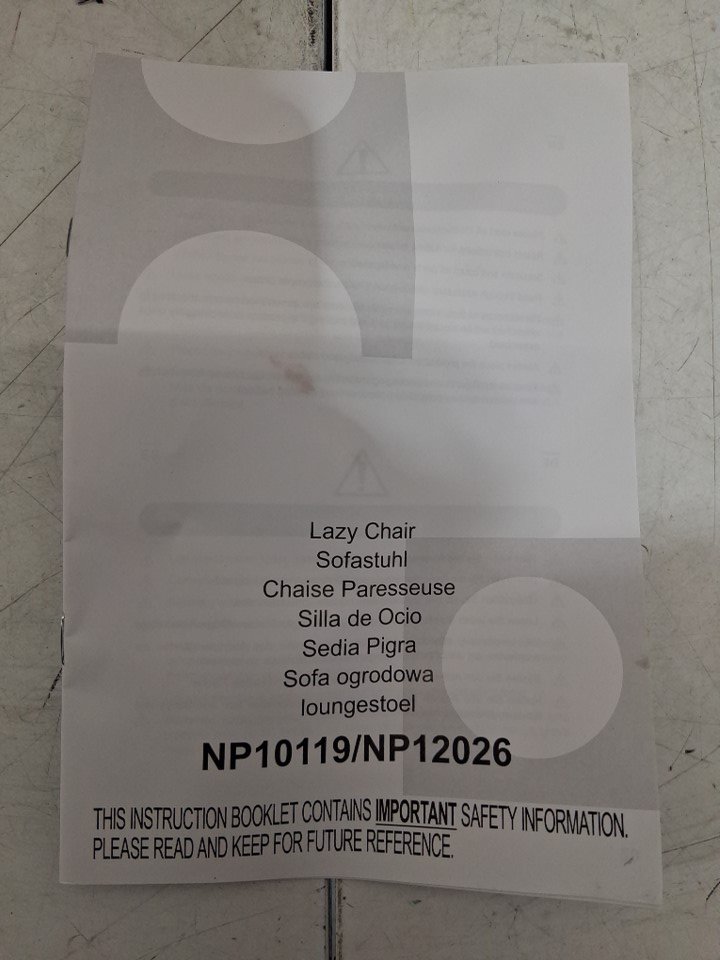 Lazy Chair
Sofastuhl
Chaise Paresseuse
Silla de Ocio
Sedia Pigra
Sofa ogrodowa
loungestoel
NP10119/NP12026
THIS INSTRUCTION BOOKLET CONTAINS IMPORTANT SAFETY INFORMATION.
PLEASE READ AND KEEP FOR FUTURE REFERENCE.